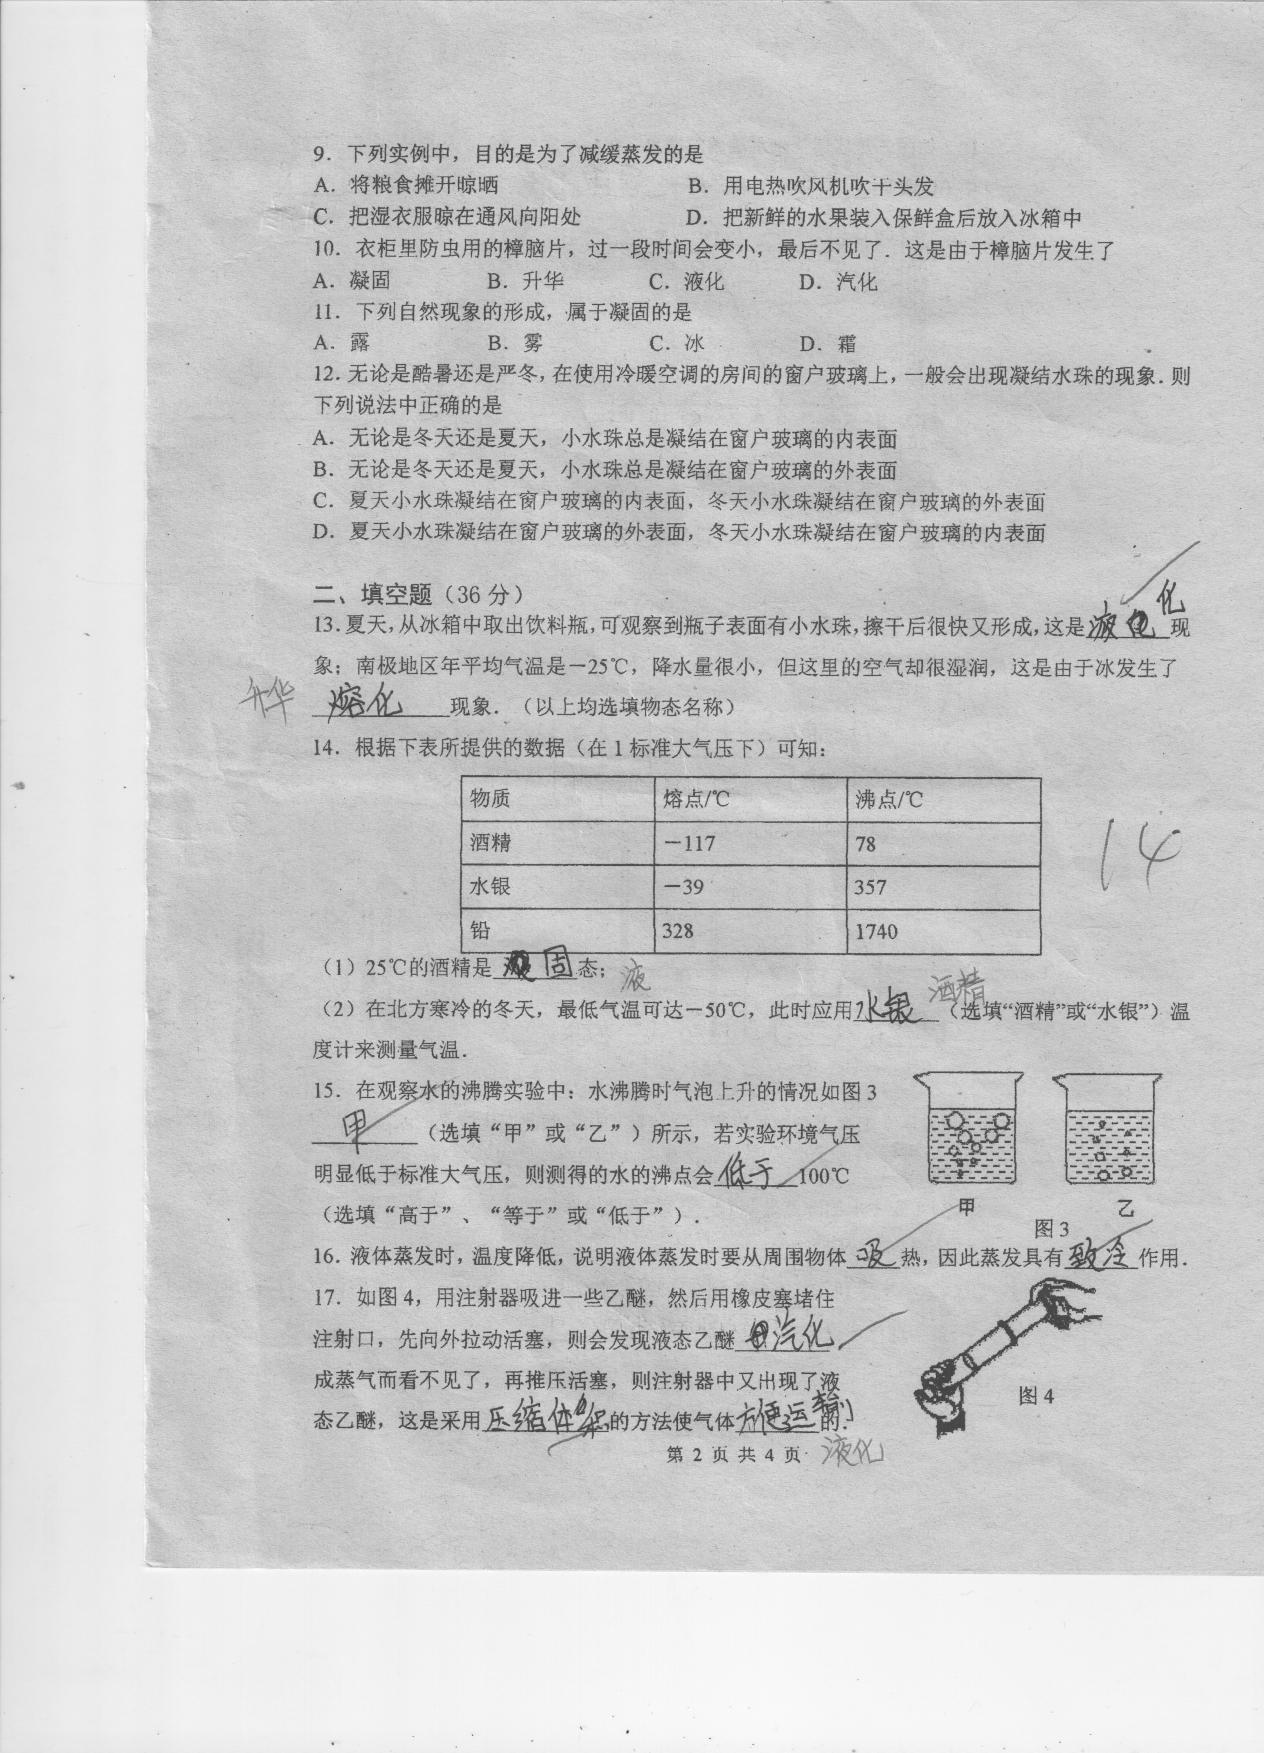 9．下列实例中，目的是为了减缓蒸发的是
A．将粮食摊开晾晒 B．用电热吹风机吹干头发
C．把湿衣服晾在通风向阳处 D．把新鲜的水果装入保鲜盒后放入冰箱中
10．衣柜里防虫用的樟脑片，过一段时间会变小，最后不见了．这是由于樟脑片发生了
A．凝固 B．升华 C．液化 D．汽化
11．下列自然现象的形成，属于凝固的是
A．露 B．雾 C．冰 D．霜
12．无论是酷暑还是严冬，在使用冷暖空调的房间的窗户玻璃上，一般会出现凝结水珠的现象．则
下列说法中正确的是
A．无论是冬天还是夏天，小水珠总是凝结在窗户玻璃的内表面
B．无论是冬天还是夏天，小水珠总是凝结在窗户玻璃的外表面
C．夏天小水珠凝结在窗户玻璃的内表面，冬天小水珠凝结在窗户玻璃的外表面
D．夏天小水珠凝结在窗户玻璃的外表面，冬天小水珠凝结在窗户玻璃的内表面
二、填空题（36 分）
13．夏天，从冰箱中取出饮料瓶，可观察到瓶子表面有小水珠，擦干后很快又形成，这是液化现
象；南极地区年平均气温是－25℃，降水量很小，但这里的空气却很湿润，这是由于冰发生了
升华 熔化现象．（以上均选填物态名称）
14．根据下表所提供的数据（在 1 标准大气压下）可知：
物质 熔点/℃ 沸点/℃
酒精 －117 78
水银 －39 357
铅 328 1740
14
（1）25℃的酒精是固态； 液
酒精
（2）在北方寒冷的冬天，最低气温可达－50℃，此时应用水银（选填“酒精”或“水银”）温
度计来测量气温．
15．在观察水的沸腾实验中：水沸腾时气泡上升的情况如图 3
甲（选填“甲”或“乙”）所示，若实验环境气压
明显低于标准大气压，则测得的水的沸点会低于100℃
（选填“高于”、“等于”或“低于”）．
甲 乙
图 3
16．液体蒸发时，温度降低，说明液体蒸发时要从周围物体吸热，因此蒸发具有致冷作用．
17．如图 4，用注射器吸进一些乙醚，然后用橡皮塞堵住
注射口，先向外拉动活塞，则会发现液态乙醚汽化
成蒸气而看不见了，再推压活塞，则注射器中又出现了液
态乙醚，这是采用压缩体积的方法使气体方便运输的．
图 4
第 2 页 共 4 页 液化